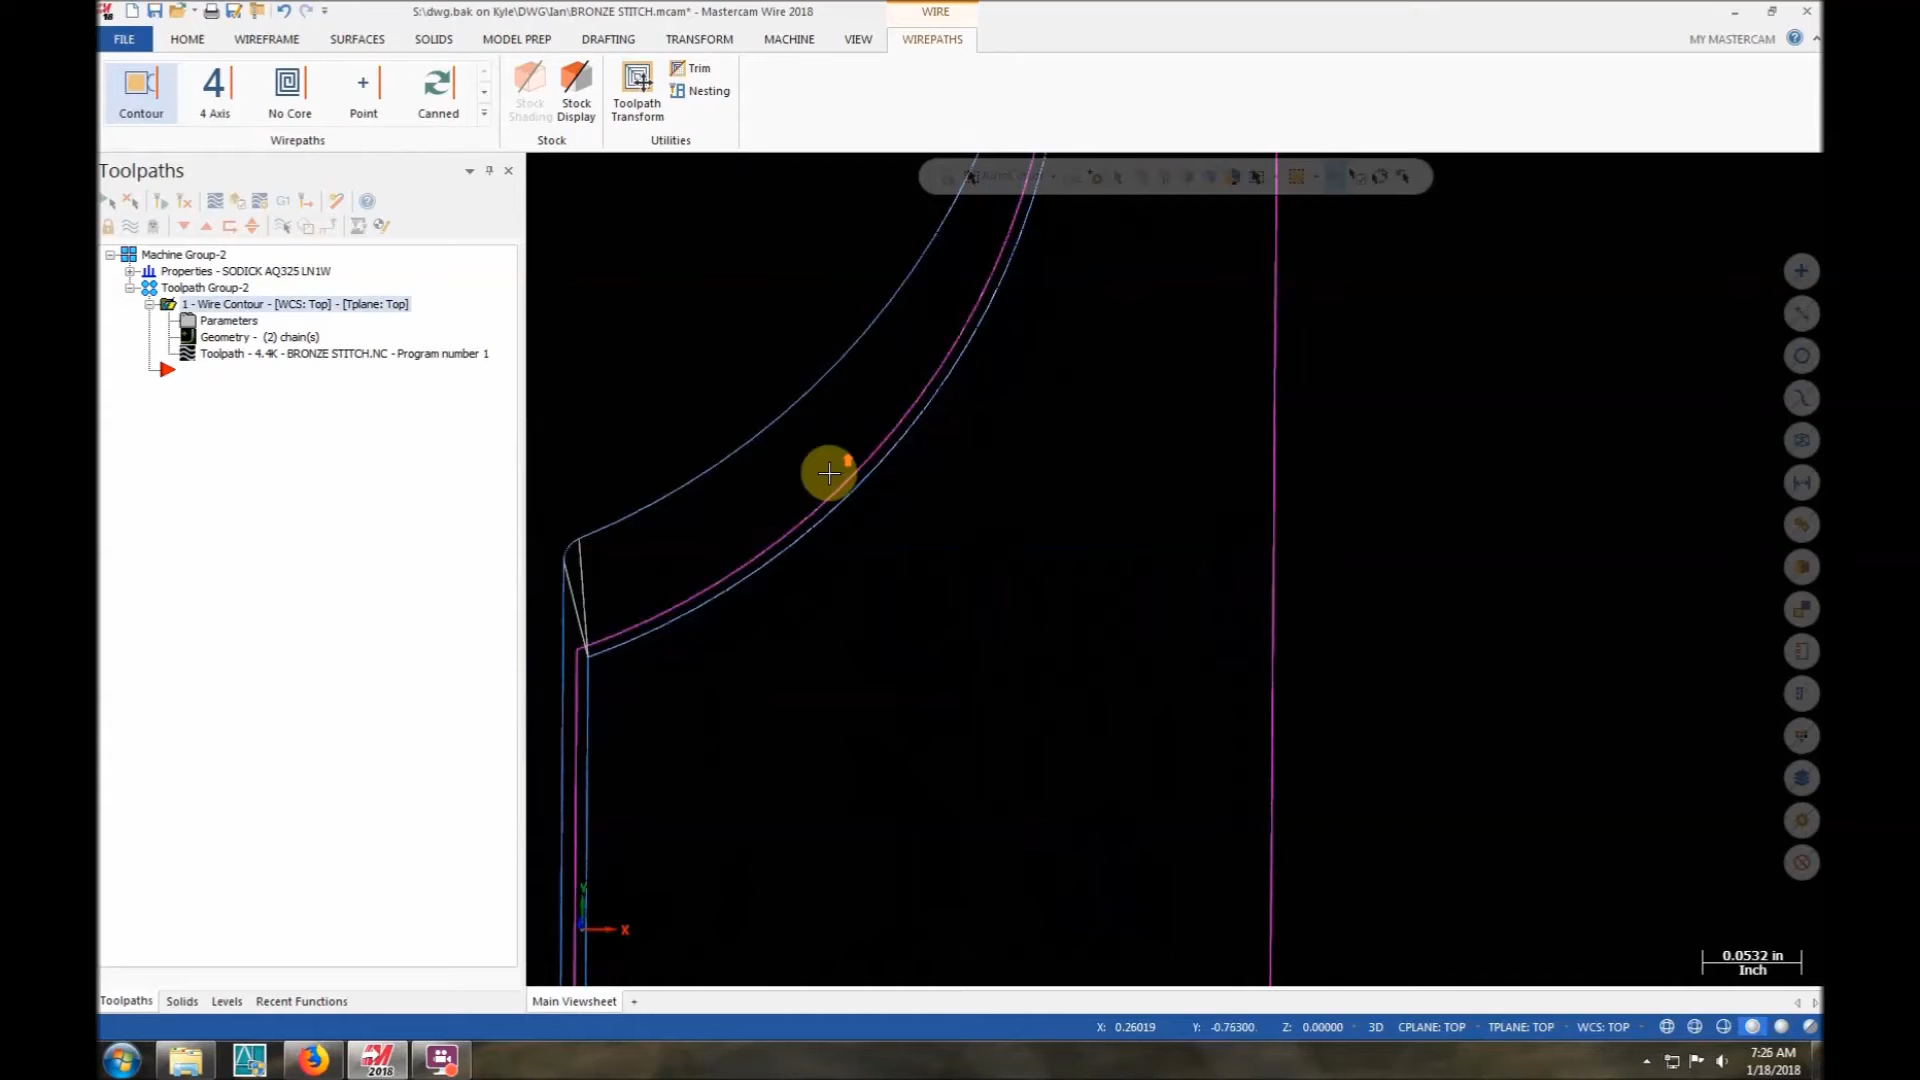 S:\dwg.bak on Kyle\DWG\Ian\BRONZE STITCH.mcam* - Mastercam Wire 2018
WIRE
FILE HOME WIREFRAME SURFACES SOLIDS MODEL PREP DRAFTING TRANSFORM MACHINE VIEW WIREPATHS MY MASTERCAM
Contour
4 Axis
No Core
Point
Canned
Stock Shading
Stock Display
Toolpath Transform
Trim
Nesting
Wirepaths
Stock
Utilities
Toolpaths
G1
Machine Group-2
Properties - SODICK AQ325 LN1W
Toolpath Group-2
1 - Wire Contour - [WCS: Top] - [Tplane: Top]
Parameters
Geometry - (2) chain(s)
Toolpath - 4.4K - BRONZE STITCH.NC - Program number 1
Y
X
0.0532 in
Inch
Toolpaths Solids Levels Recent Functions
Main Viewsheet +
X: 0.26019 Y: -0.76300 Z: 0.00000 3D CPLANE: TOP TPLANE: TOP WCS: TOP
2018
7:26 AM
1/18/2018